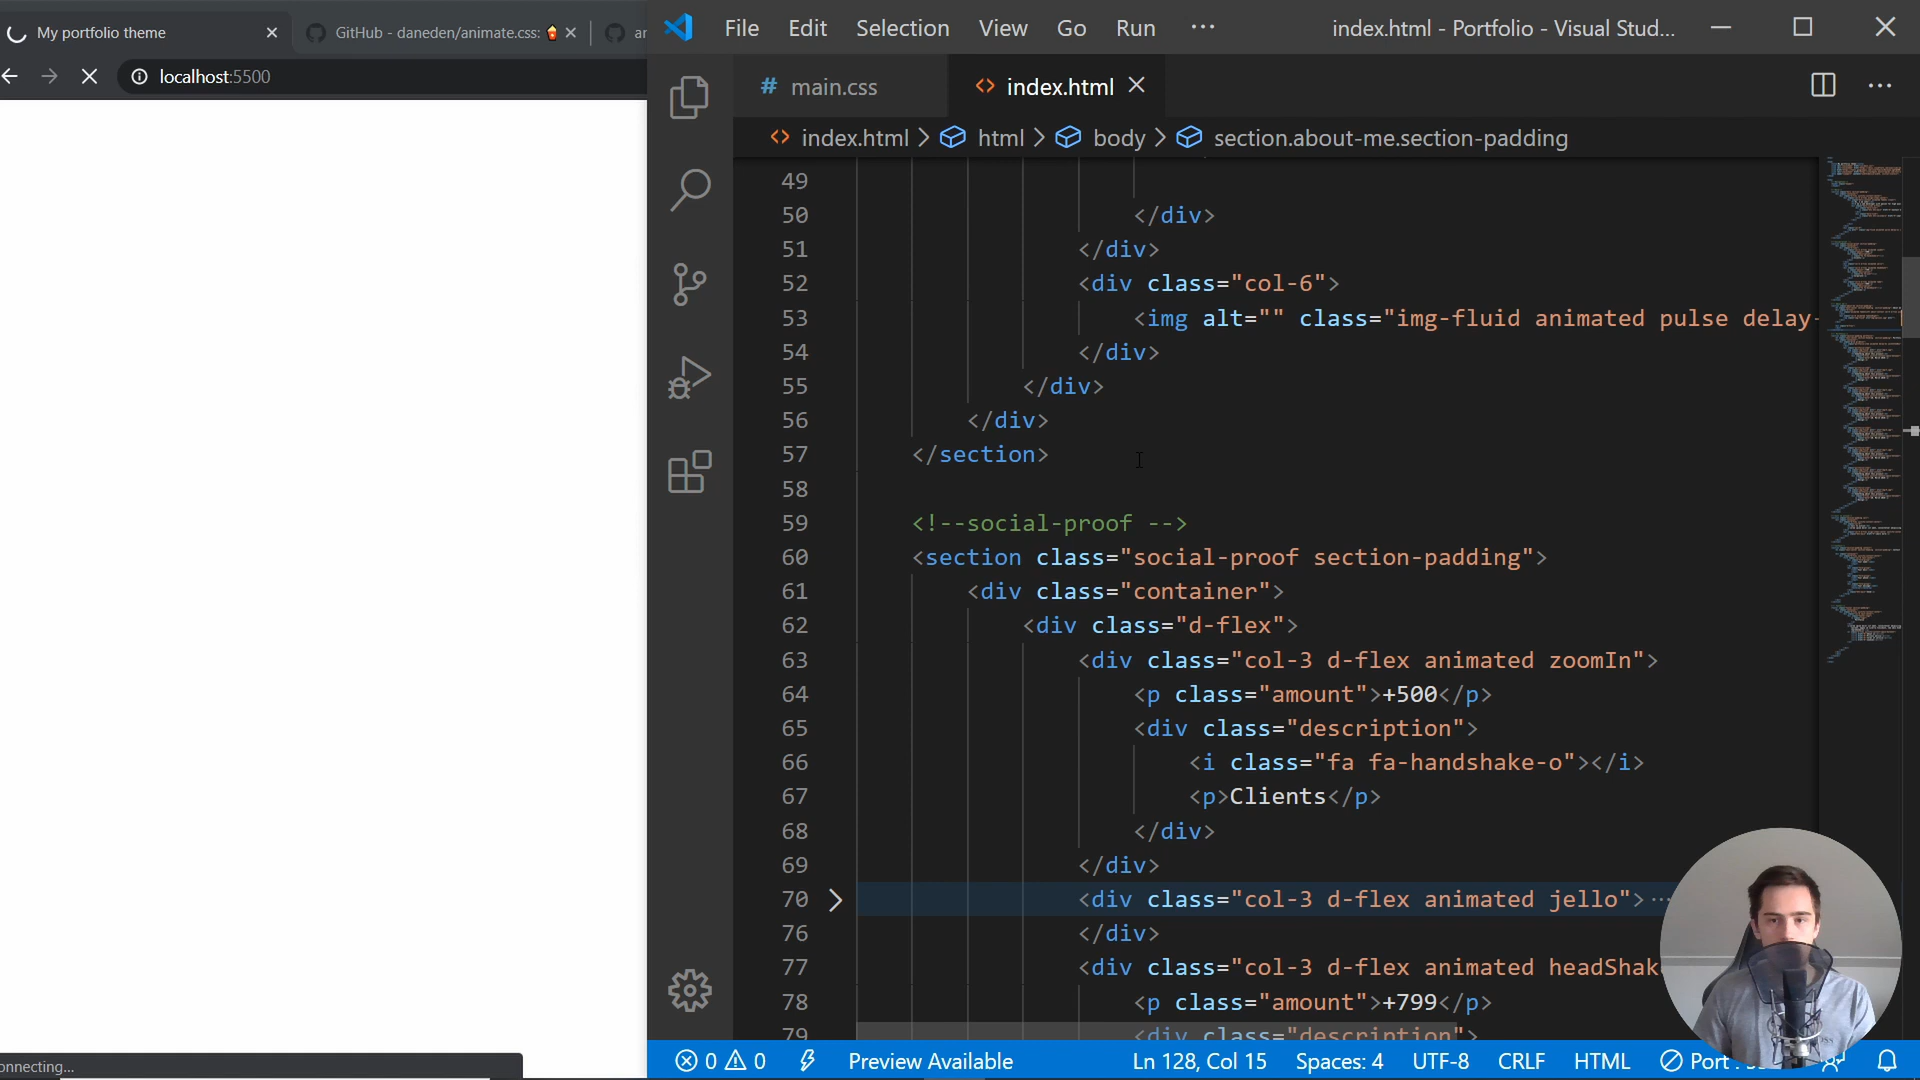 My portfolio theme
GitHub - daneden/animate.css:
localhost:5500
File Edit Selection View Go Run ···
index.html - Portfolio - Visual Stud...
main.css
index.html
index.html > html > body > section.about-me.section-padding
49
50 </div>
51 </div>
52 <div class="col-6">
53 <img alt="" class="img-fluid animated pulse delay-
54 </div>
55 </div>
56 </div>
57 </section>
58
59 <!--social-proof -->
60 <section class="social-proof section-padding">
61 <div class="container">
62 <div class="d-flex">
63 <div class="col-3 d-flex animated zoomIn">
64 <p class="amount">+500</p>
65 <div class="description">
66 <i class="fa fa-handshake-o"></i>
67 <p>Clients</p>
68 </div>
69 </div>
70 <div class="col-3 d-flex animated jello">···
76 </div>
77 <div class="col-3 d-flex animated headShak
78 <p class="amount">+799</p>
79 <div class="description">
onnecting...
0 0 Preview Available Ln 128, Col 15 Spaces: 4 UTF-8 CRLF HTML Port